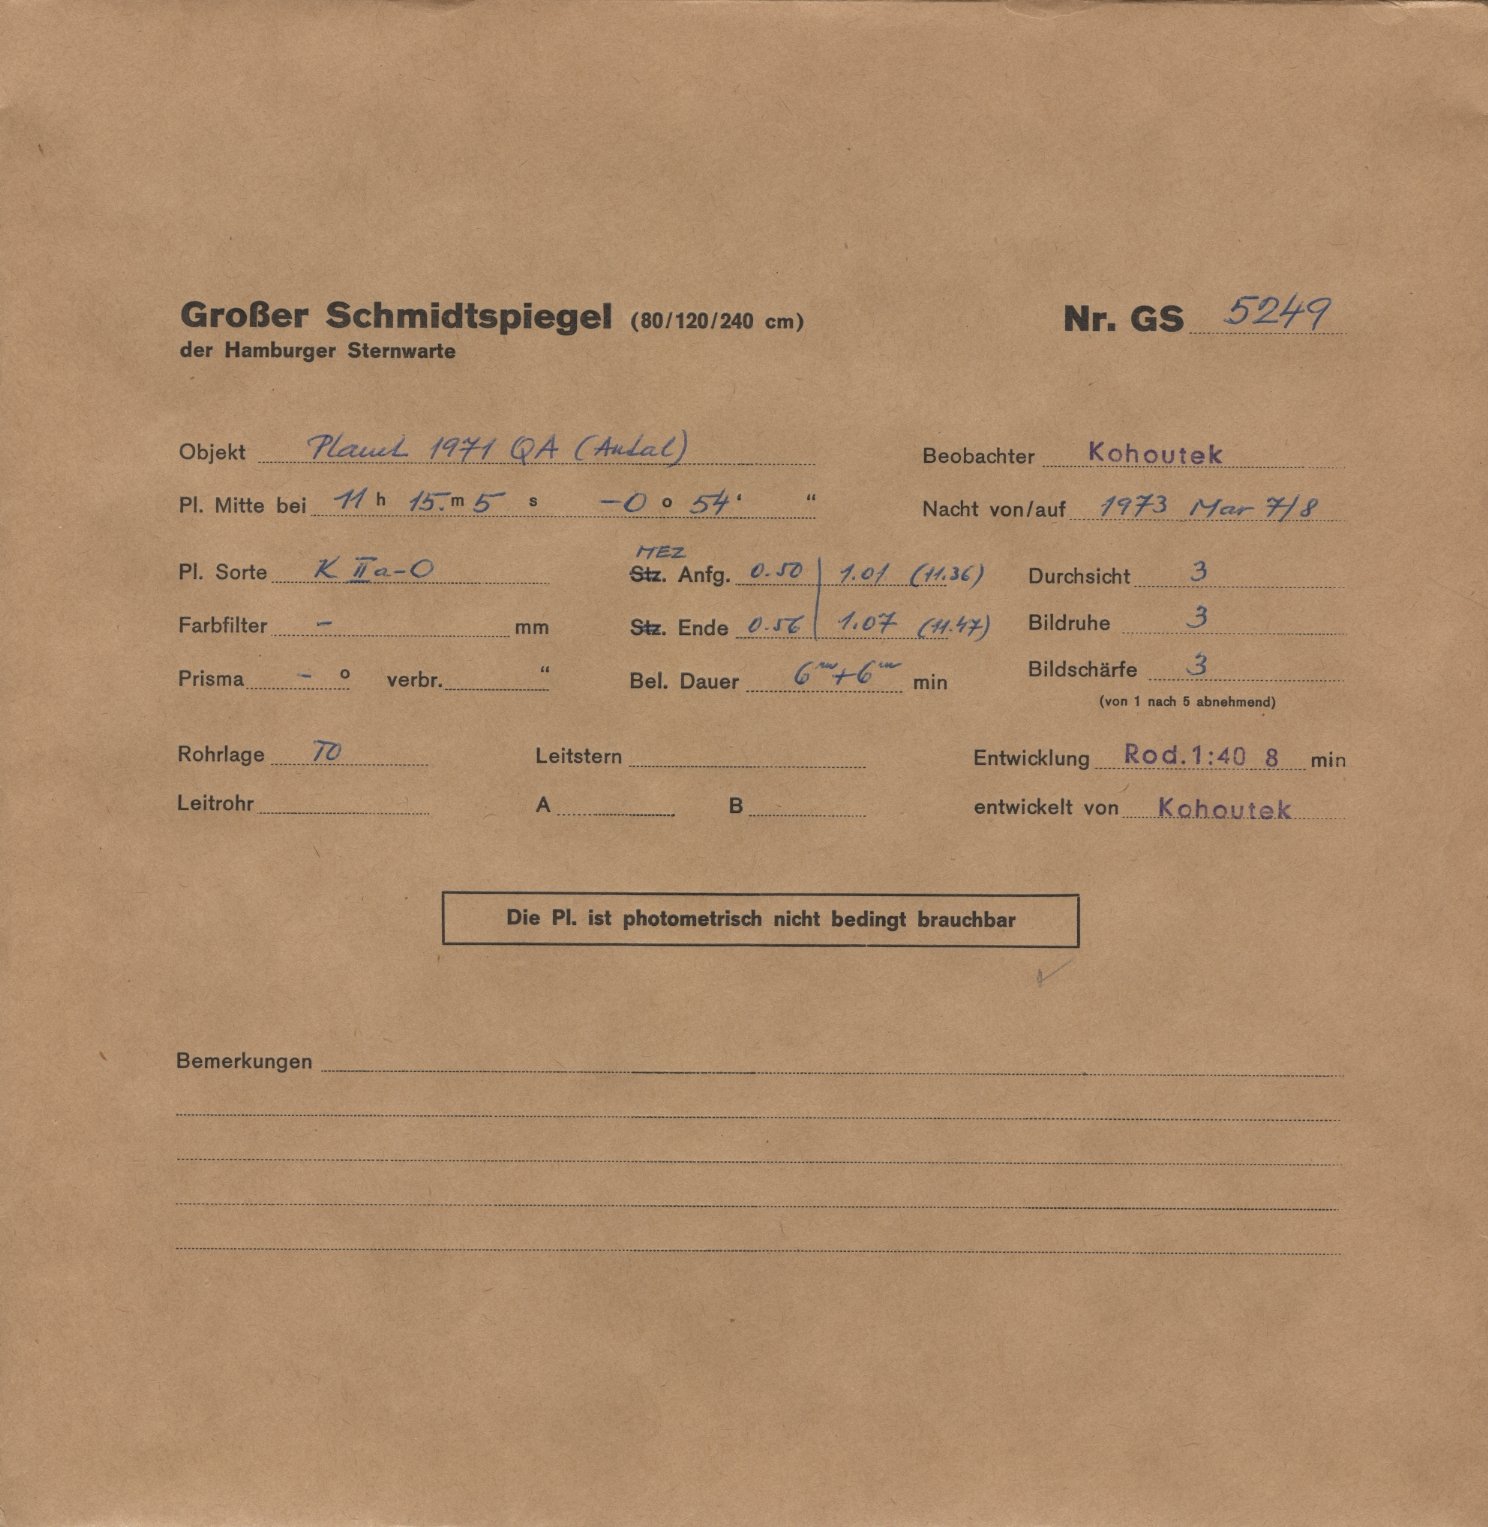 Großer Schmidtspiegel (80/120/240 cm) Nr. GS 5249
der Hamburger Sternwarte
Objekt Planet 1971 QA (Antal) Beobachter Kohoutek
Pl. Mitte bei 11 h 15. m 5 s -0 o 54 ‘ “ Nacht von/auf 1973 Mar 7/8
MEZ
Pl. Sorte K IIa-O Stz. Anfg. 0.50 | 1.01 (11.36) Durchsicht 3
Farbfilter - mm Stz. Ende 0.56 | 1.07 (11.47) Bildruhe 3
Prisma - o verbr. “ Bel. Dauer 6m+6m min Bildschärfe 3
(von 1 nach 5 abnehmend)
Rohrlage TO Leitstern Entwicklung Rod.1:40 8 min
Leitrohr A B entwickelt von Kohoutek
Die Pl. ist photometrisch nicht bedingt brauchbar
Bemerkungen